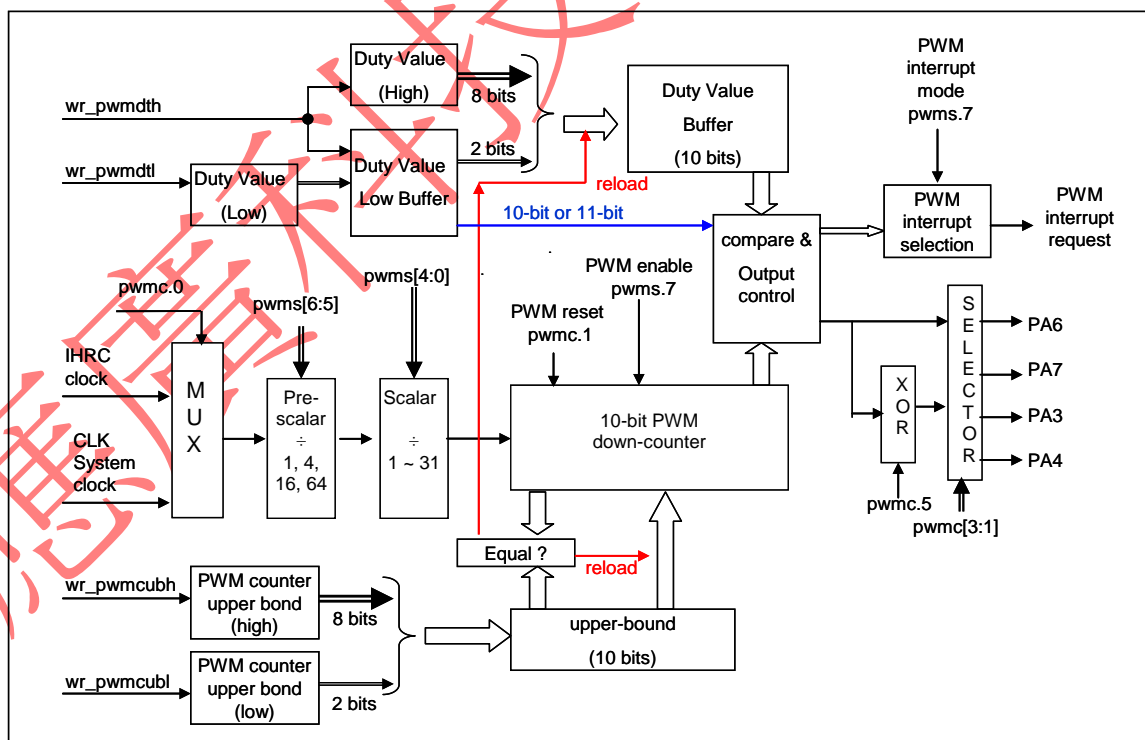 wr_pwmdth
wr_pwmdtl
Duty Value
(High)
8 bits
Duty Value
(Low)
Duty Value
Low Buffer
2 bits
Duty Value
Buffer
(10 bits)
reload
10-bit or 11-bit
compare &
Output
control
PWM
interrupt
mode
pwms.7
PWM
interrupt
selection
PWM
interrupt
request
pwmc.0
pwms[6:5]
pwms[4:0]
PWM reset
pwmc.1
PWM enable
pwms.7
IHRC
clock
CLK
System
clock
M
U
X
Pre-
scalar
÷
1, 4,
16, 64
Scalar
÷
1 ~ 31
10-bit PWM
down-counter
X
O
R
pwmc.5
S
E
L
E
C
T
O
R
pwmc[3:1]
PA6
PA7
PA3
PA4
Equal ?
reload
wr_pwmcubh
PWM counter
upper bond
(high)
8 bits
wr_pwmcubl
PWM counter
upper bond
(low)
2 bits
upper-bound
(10 bits)